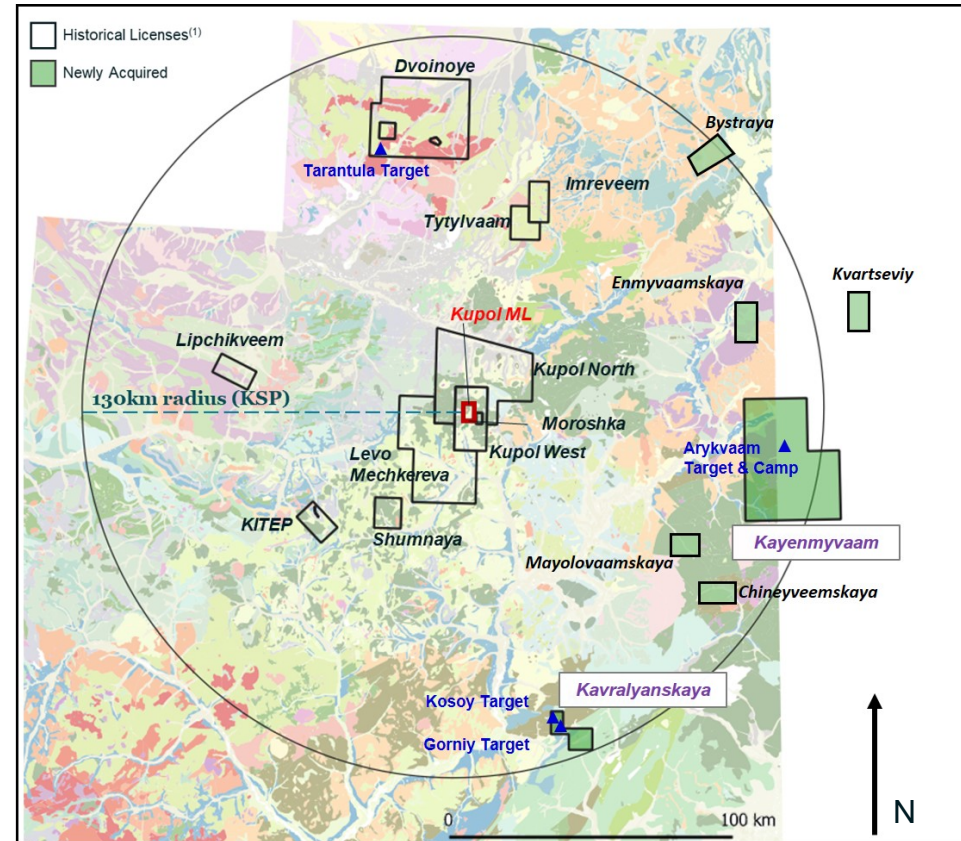 Historical Licenses(1)
Newly Acquired
Dvoinoye
Bystraya
Tarantula Target
Imreveem
Tytylvaam
Kvartseviy
Enmyvaamskaya
Kupol ML
Lipchikveem
Kupol North
130km radius (KSP)
Moroshka
Kupol West
Arykvaam
Target & Camp
Levo
Mechkereva
KITEP
Shumnaya
Kayenmyvaam
Mayolovaamskaya
Chineyveemskaya
Kavralyanskaya
Kosoy Target
Gorniy Target
0
100 km
N